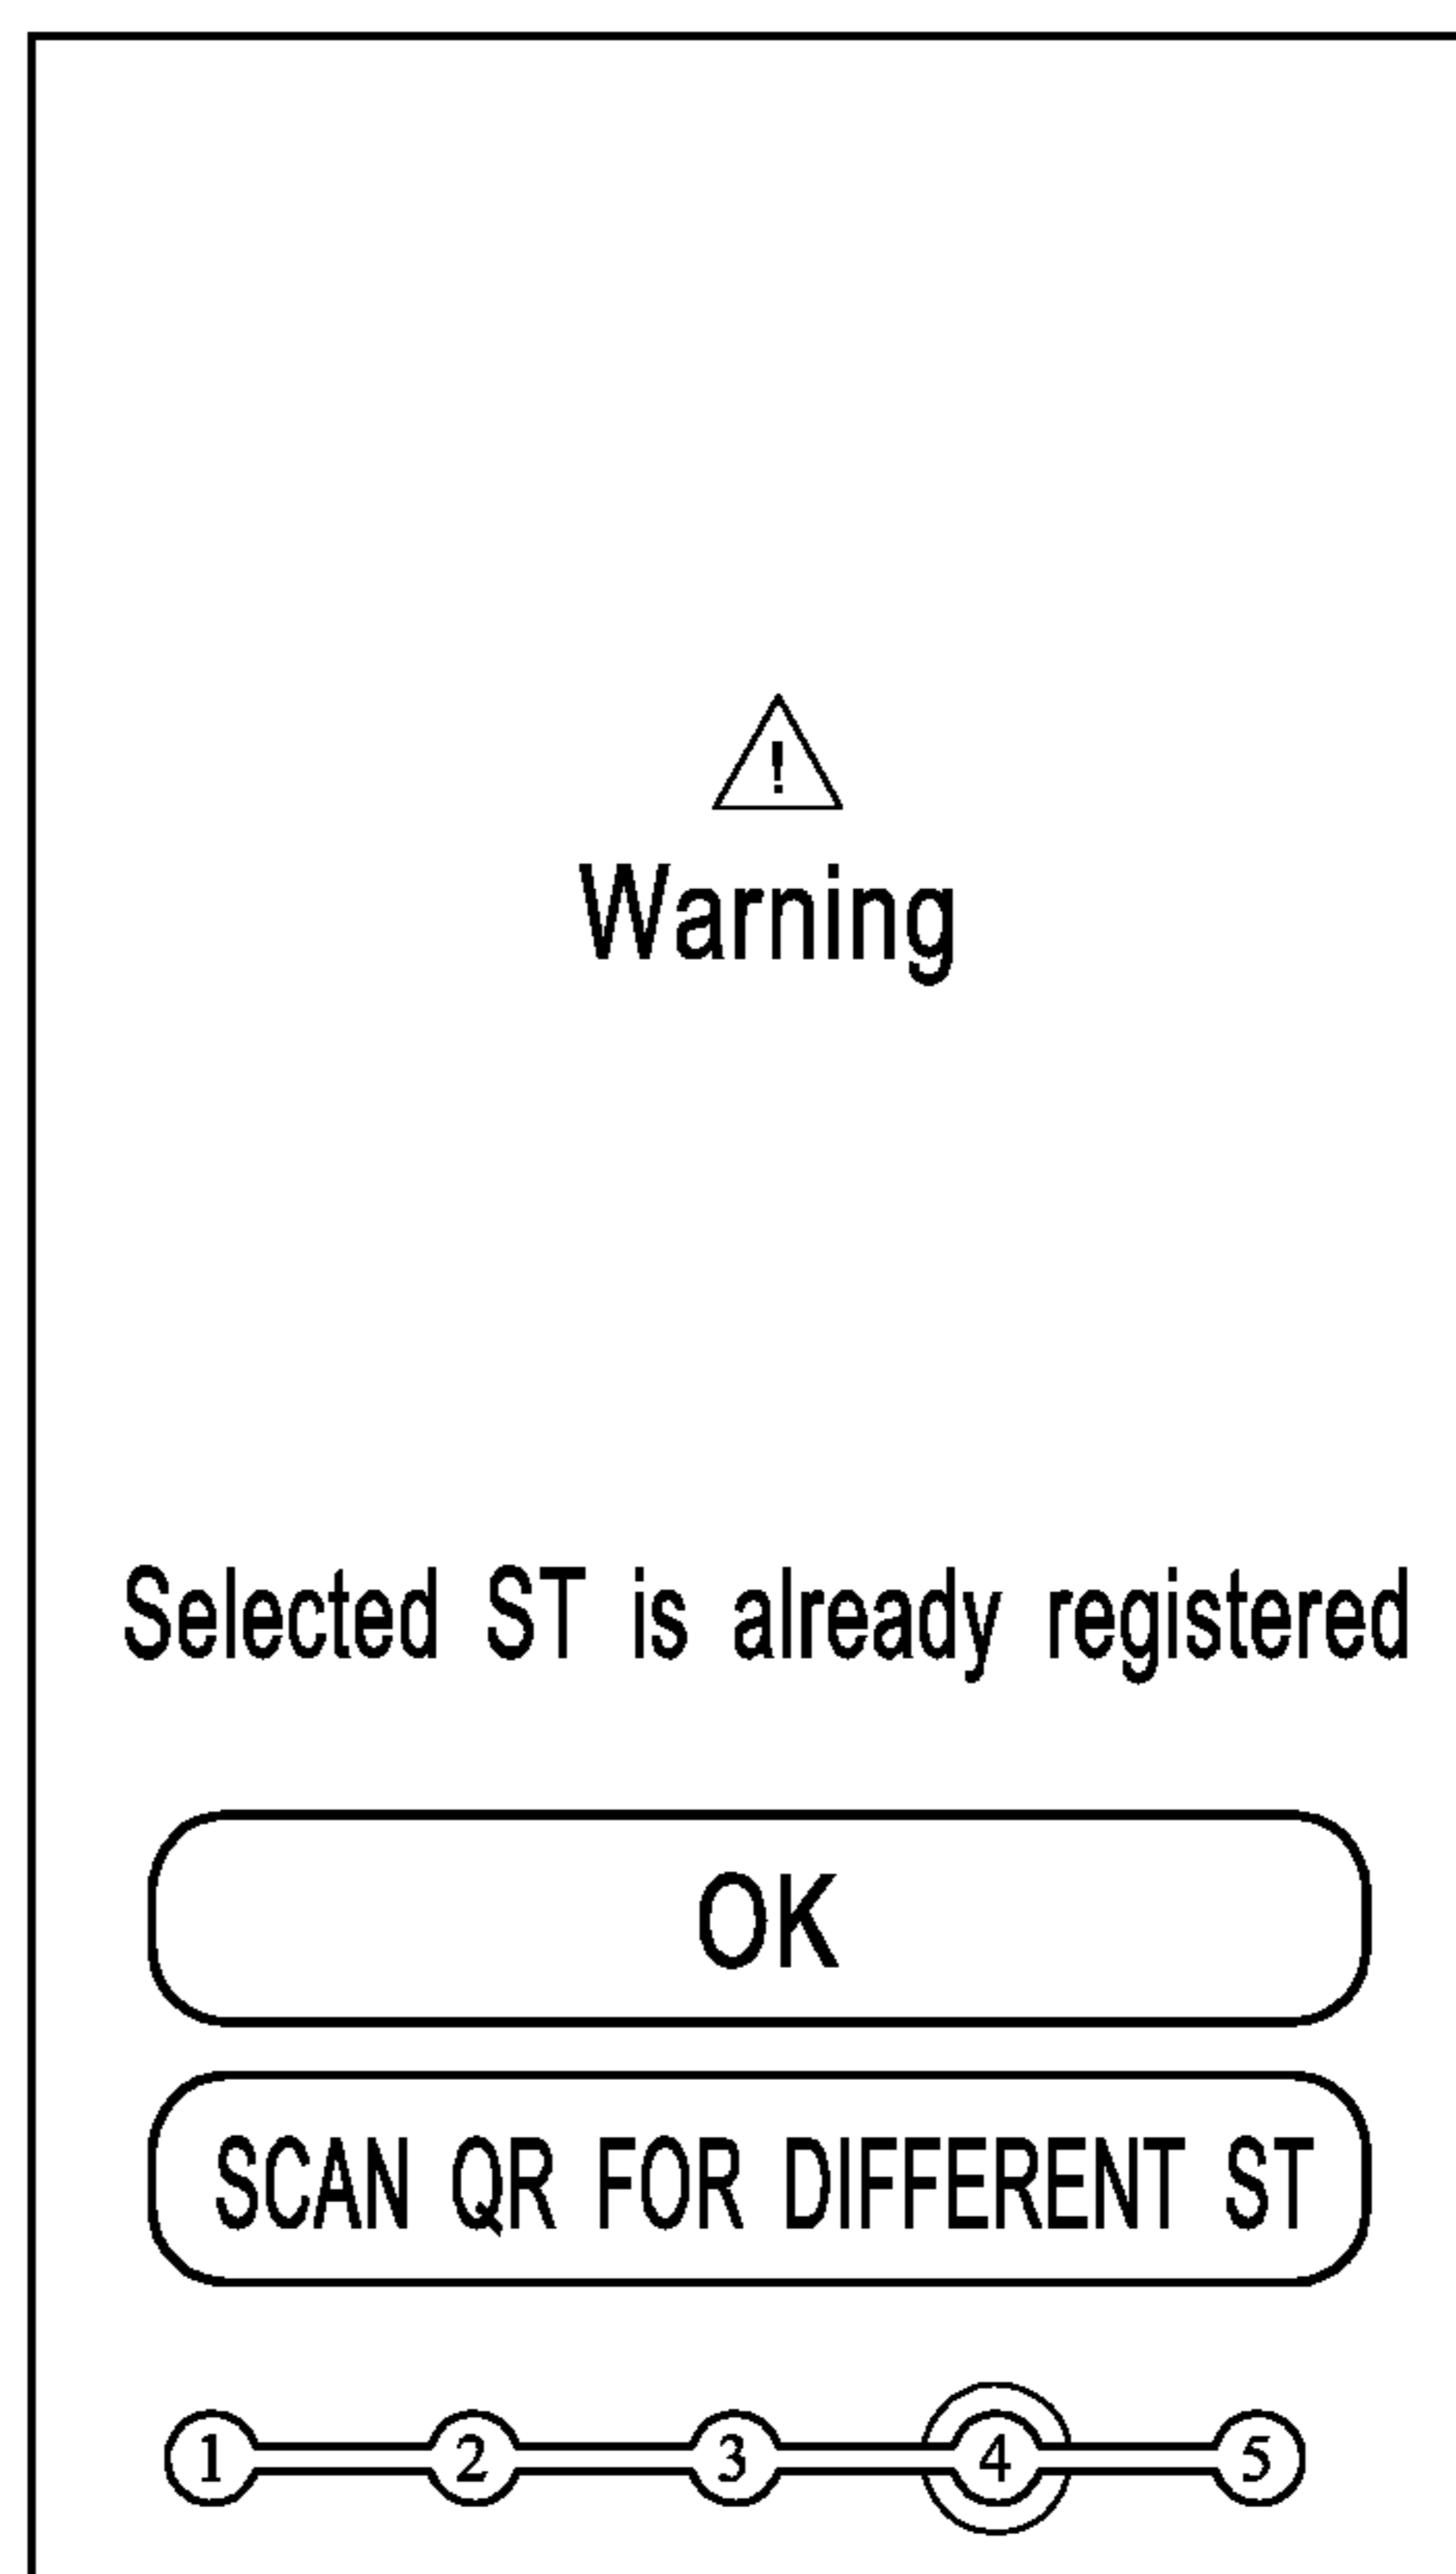 !
Warning
Selected ST is already registered
OK
SCAN QR FOR DIFFERENT ST
1 2 3 4 5